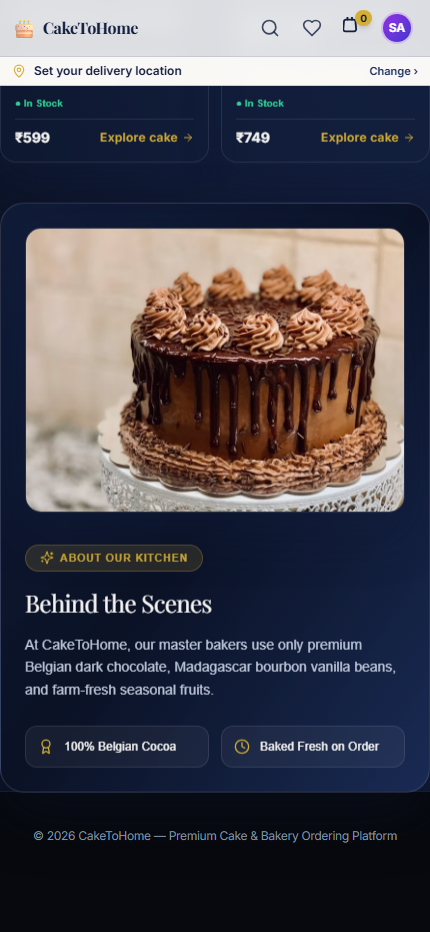 CakeToHome
0
SA
Set your delivery location
Change ›
● In Stock
● In Stock
₹599
Explore cake →
₹749
Explore cake →
ABOUT OUR KITCHEN
Behind the Scenes
At CakeToHome, our master bakers use only premium
Belgian dark chocolate, Madagascar bourbon vanilla beans,
and farm-fresh seasonal fruits.
100% Belgian Cocoa
Baked Fresh on Order
© 2026 CakeToHome — Premium Cake & Bakery Ordering Platform